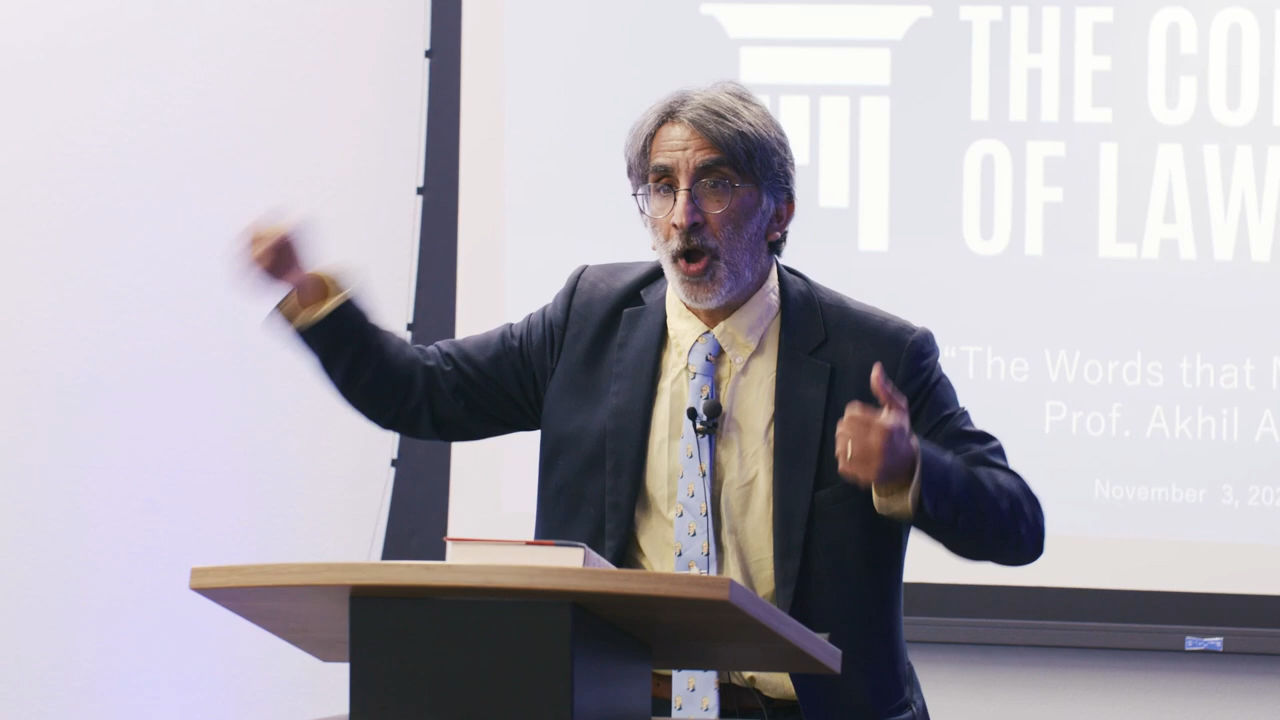 THE CO
OF LAW
"The Words that
Prof. Akhil A
November 3, 20